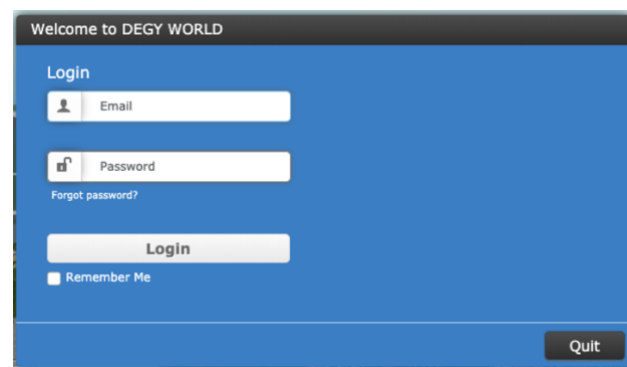 Welcome to DEGY WORLD
Login
Email
Password
Forgot password?
Login
Remember Me
Quit